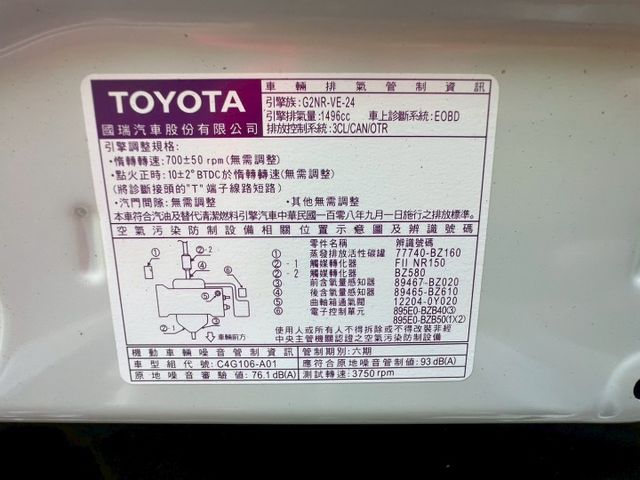 TOYOTA
國瑞汽車股份有限公司
車輛排氣管制資訊
引擎族:G2NR-VE-24
引擎排氣量:1496cc 車上診斷系統:EOBD
排放控制系統:3CL/CAN/OTR
引擎調整規格:
•惰轉轉速:700±50 rpm(無需調整)
•點火正時:10±2°BTDC於惰轉轉速(無需調整)
(將診斷接頭的"T"端子線路短路)
•汽門間隙:無需調整 •其他無需調整
本車符合汽油及替代清潔燃料引擎汽車中華民國一百零八年九月一日施行之排放標準。
空氣污染防制設備相關位置示意圖及辨識號碼
零件名稱 辨識號碼
① 蒸發排放活性碳罐 77740-BZ160
②-1 觸媒轉化器 FII NR150
②-2 觸媒轉化器 BZ580
③ 前含氧量感知器 89467-BZ020
④ 後含氧量感知器 89465-BZ610
⑤ 曲軸箱通氣閥 12204-0Y020
⑥ 電子控制單元 895E0-BZB40(3)
895E0-BZB50(1X2)
車輛前方
使用人或所有人不得拆除或不得改裝非經
中央主管機關認證之空氣污染防制設備
機動車輛噪音管制資訊 管制期別:六期
車型組代號:C4G106-A01 應符合原地噪音管制值:93 dB(A)
原地噪音審驗值:76.1 dB(A) 測試轉速:3750 rpm